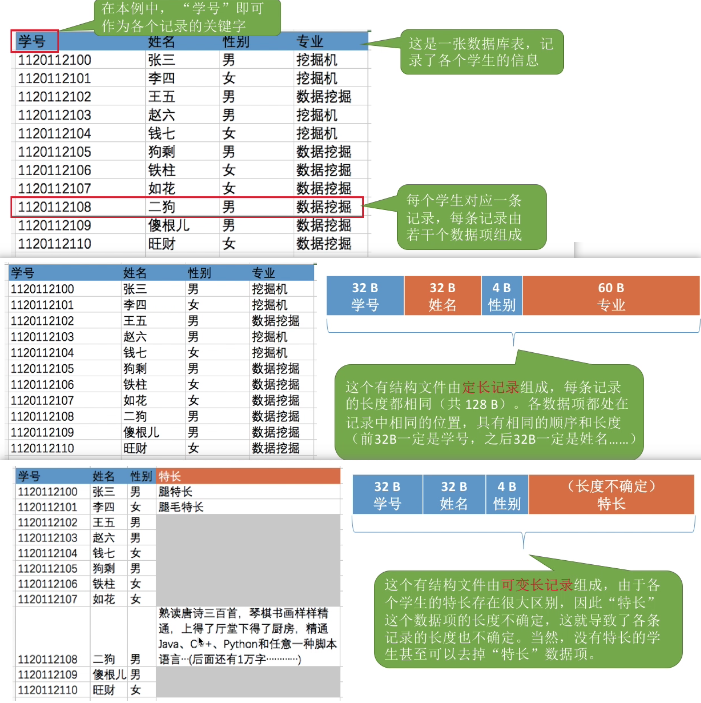 在本例中，“学号”即可
作为各个记录的关键字
学号 姓名 性别 专业
1120112100 张三 男 挖掘机
1120112101 李四 女 挖掘机
1120112102 王五 男 数据挖掘
1120112103 赵六 男 挖掘机
1120112104 钱七 女 挖掘机
1120112105 狗剩 男 数据挖掘
1120112106 铁柱 女 数据挖掘
1120112107 如花 女 数据挖掘
1120112108 二狗 男 数据挖掘
1120112109 傻根儿 男 数据挖掘
1120112110 旺财 女 数据挖掘
这是一张数据库表，记
录了各个学生的信息
每个学生对应一条
记录，每条记录由
若干个数据项组成
学号 姓名 性别 专业
1120112100 张三 男 挖掘机
1120112101 李四 女 挖掘机
1120112102 王五 男 数据挖掘
1120112103 赵六 男 挖掘机
1120112104 钱七 女 挖掘机
1120112105 狗剩 男 数据挖掘
1120112106 铁柱 女 数据挖掘
1120112107 如花 女 数据挖掘
1120112108 二狗 男 数据挖掘
1120112109 傻根儿 男 数据挖掘
1120112110 旺财 女 数据挖掘
32 B 32 B 4 B 60 B
学号 姓名 性别 专业
这个有结构文件由定长记录组成，每条记录
的长度都相同（共 128 B）。各数据项都处在
记录中相同的位置，具有相同的顺序和长度
（前32B一定是学号，之后32B一定是姓名……）
学号 姓名 性别 特长
1120112100 张三 男 腿特长
1120112101 李四 女 腿毛特长
1120112102 王五 男
1120112103 赵六 男
1120112104 钱七 女
1120112105 狗剩 男
1120112106 铁柱 女
1120112107 如花 女
熟读唐诗三百首，琴棋书画样样精
通，上得了厅堂下得了厨房，精通
Java、C++、Python和任意一种脚本
1120112108 二狗 男 语言…(后面还有1万字…………)
1120112109 傻根儿 男
1120112110 旺财 女
32 B 32 B 4 B （长度不确定）
学号 姓名 性别 特长
这个有结构文件由可变长记录组成，由于各
个学生的特长存在很大区别，因此“特长”
这个数据项的长度不确定，这就导致了各条
记录的长度也不确定。当然，没有特长的学
生甚至可以去掉“特长”数据项。